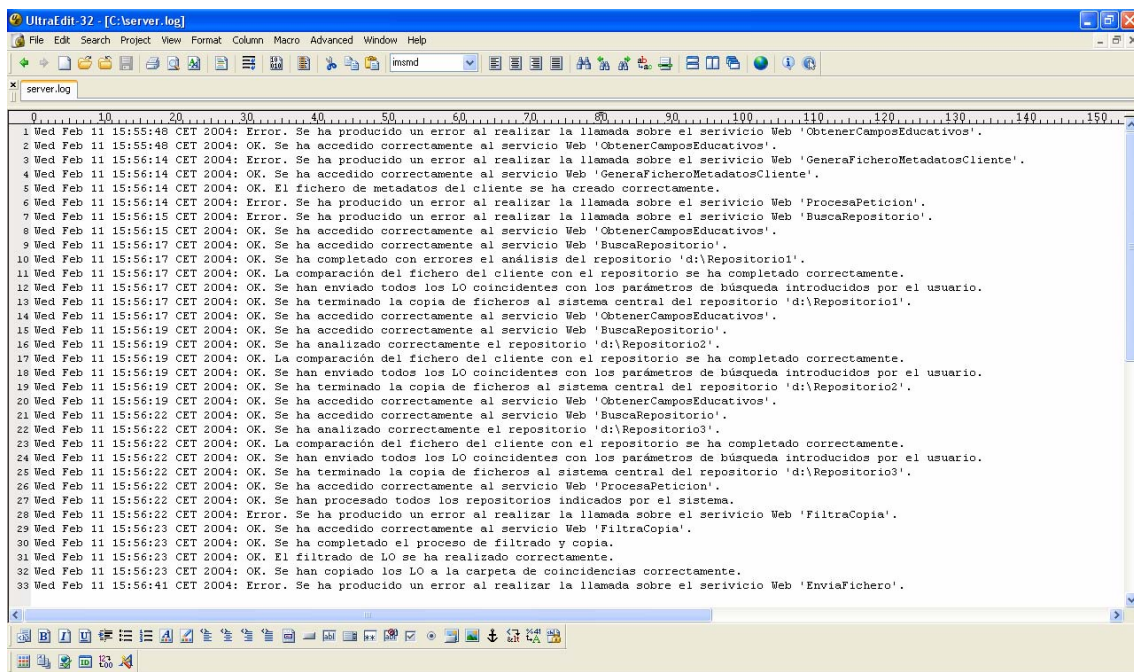 UltraEdit-32 - [C:\server.log]
File Edit Search Project View Format Column Macro Advanced Window Help
imsmd
server.log
0 10 20 30 40 50 60 70 80 90 100 110 120 130 140 150
1 Wed Feb 11 15:55:48 CET 2004: Error. Se ha producido un error al realizar la llamada sobre el serivicio Web 'ObtenerCamposEducativos'.
2 Wed Feb 11 15:55:48 CET 2004: OK. Se ha accedido correctamente al servicio Web 'ObtenerCamposEducativos'.
3 Wed Feb 11 15:56:14 CET 2004: Error. Se ha producido un error al realizar la llamada sobre el serivicio Web 'GeneraFicheroMetadatosCliente'.
4 Wed Feb 11 15:56:14 CET 2004: OK. Se ha accedido correctamente al servicio Web 'GeneraFicheroMetadatosCliente'.
5 Wed Feb 11 15:56:14 CET 2004: OK. El fichero de metadatos del cliente se ha creado correctamente.
6 Wed Feb 11 15:56:14 CET 2004: Error. Se ha producido un error al realizar la llamada sobre el serivicio Web 'ProcesaPeticion'.
7 Wed Feb 11 15:56:15 CET 2004: Error. Se ha producido un error al realizar la llamada sobre el serivicio Web 'BuscaRepositorio'.
8 Wed Feb 11 15:56:15 CET 2004: OK. Se ha accedido correctamente al servicio Web 'ObtenerCamposEducativos'.
9 Wed Feb 11 15:56:17 CET 2004: OK. Se ha accedido correctamente al servicio Web 'BuscaRepositorio'.
10 Wed Feb 11 15:56:17 CET 2004: OK. Se ha completado con errores el análisis del repositorio 'd:\Repositorio1'.
11 Wed Feb 11 15:56:17 CET 2004: OK. La comparación del fichero del cliente con el repositorio se ha completado correctamente.
12 Wed Feb 11 15:56:17 CET 2004: OK. Se han enviado todos los LO coincidentes con los parámetros de búsqueda introducidos por el usuario.
13 Wed Feb 11 15:56:17 CET 2004: OK. Se ha terminado la copia de ficheros al sistema central del repositorio 'd:\Repositorio1'.
14 Wed Feb 11 15:56:17 CET 2004: OK. Se ha accedido correctamente al servicio Web 'ObtenerCamposEducativos'.
15 Wed Feb 11 15:56:19 CET 2004: OK. Se ha accedido correctamente al servicio Web 'BuscaRepositorio'.
16 Wed Feb 11 15:56:19 CET 2004: OK. Se ha analizado correctamente el repositorio 'd:\Repositorio2'.
17 Wed Feb 11 15:56:19 CET 2004: OK. La comparación del fichero del cliente con el repositorio se ha completado correctamente.
18 Wed Feb 11 15:56:19 CET 2004: OK. Se han enviado todos los LO coincidentes con los parámetros de búsqueda introducidos por el usuario.
19 Wed Feb 11 15:56:19 CET 2004: OK. Se ha terminado la copia de ficheros al sistema central del repositorio 'd:\Repositorio2'.
20 Wed Feb 11 15:56:19 CET 2004: OK. Se ha accedido correctamente al servicio Web 'ObtenerCamposEducativos'.
21 Wed Feb 11 15:56:22 CET 2004: OK. Se ha accedido correctamente al servicio Web 'BuscaRepositorio'.
22 Wed Feb 11 15:56:22 CET 2004: OK. Se ha analizado correctamente el repositorio 'd:\Repositorio3'.
23 Wed Feb 11 15:56:22 CET 2004: OK. La comparación del fichero del cliente con el repositorio se ha completado correctamente.
24 Wed Feb 11 15:56:22 CET 2004: OK. Se han enviado todos los LO coincidentes con los parámetros de búsqueda introducidos por el usuario.
25 Wed Feb 11 15:56:22 CET 2004: OK. Se ha terminado la copia de ficheros al sistema central del repositorio 'd:\Repositorio3'.
26 Wed Feb 11 15:56:22 CET 2004: OK. Se ha accedido correctamente al servicio Web 'ProcesaPeticion'.
27 Wed Feb 11 15:56:22 CET 2004: OK. Se han procesado todos los repositorios indicados por el sistema.
28 Wed Feb 11 15:56:22 CET 2004: Error. Se ha producido un error al realizar la llamada sobre el serivicio Web 'FiltraCopia'.
29 Wed Feb 11 15:56:23 CET 2004: OK. Se ha accedido correctamente al servicio Web 'FiltraCopia'.
30 Wed Feb 11 15:56:23 CET 2004: OK. Se ha completado el proceso de filtrado y copia.
31 Wed Feb 11 15:56:23 CET 2004: OK. El filtrado de LO se ha realizado correctamente.
32 Wed Feb 11 15:56:23 CET 2004: OK. Se han copiado los LO a la carpeta de coincidencias correctamente.
33 Wed Feb 11 15:56:41 CET 2004: Error. Se ha producido un error al realizar la llamada sobre el serivicio Web 'EnviaFichero'.